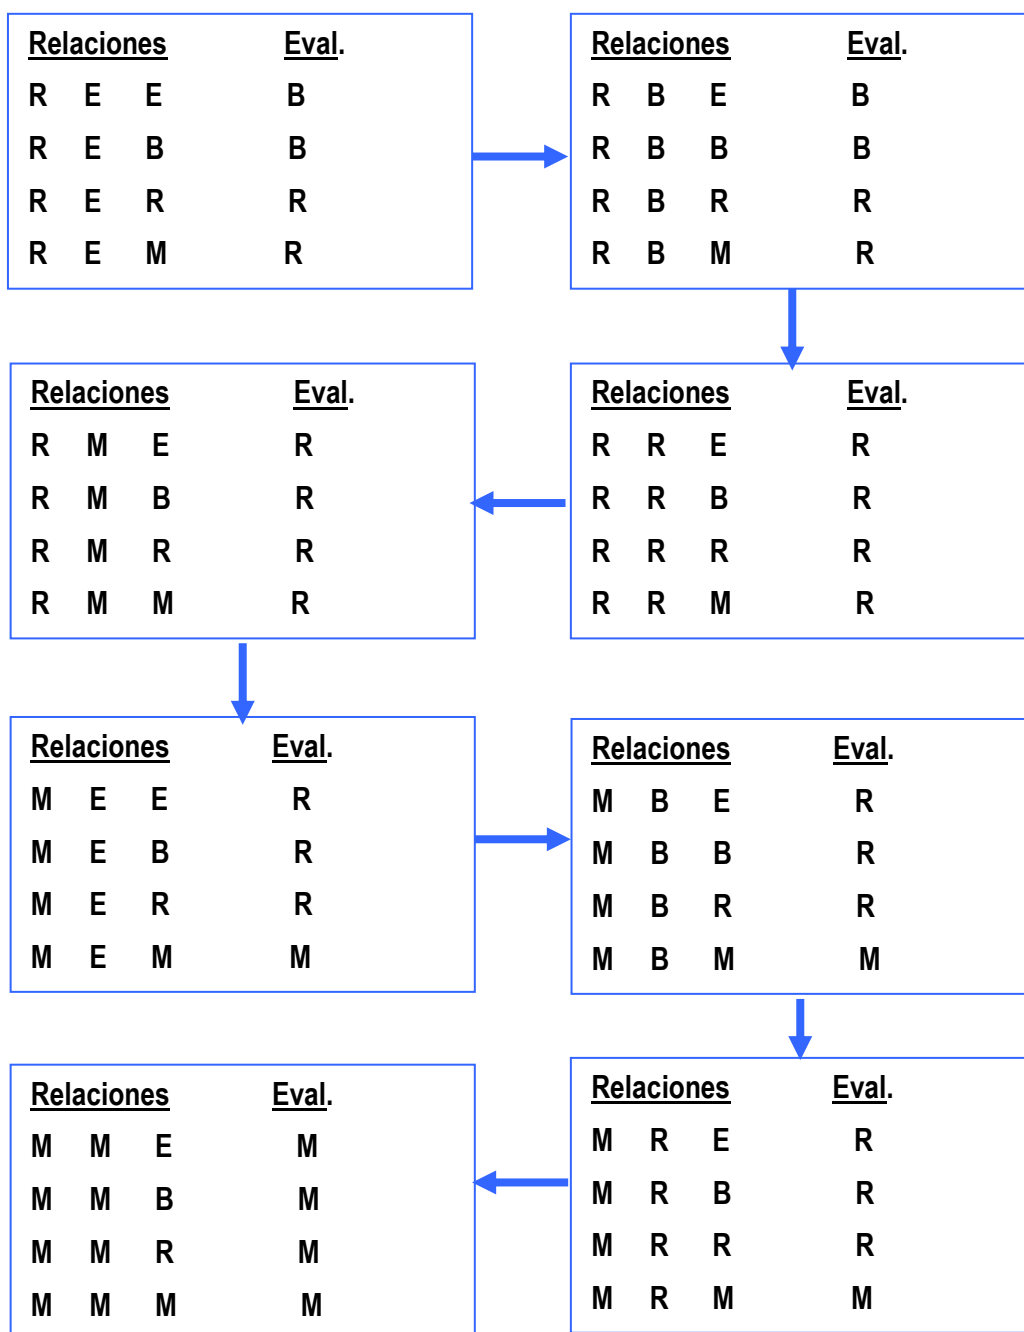 Relaciones Eval.
R E E B
R E B B
R E R R
R E M R
Relaciones Eval.
R B E B
R B B B
R B R R
R B M R
Relaciones Eval.
R R E R
R R B R
R R R R
R R M R
Relaciones Eval.
R M E R
R M B R
R M R R
R M M R
Relaciones Eval.
M E E R
M E B R
M E R R
M E M M
Relaciones Eval.
M B E R
M B B R
M B R R
M B M M
Relaciones Eval.
M R E R
M R B R
M R R R
M R M M
Relaciones Eval.
M M E M
M M B M
M M R M
M M M M